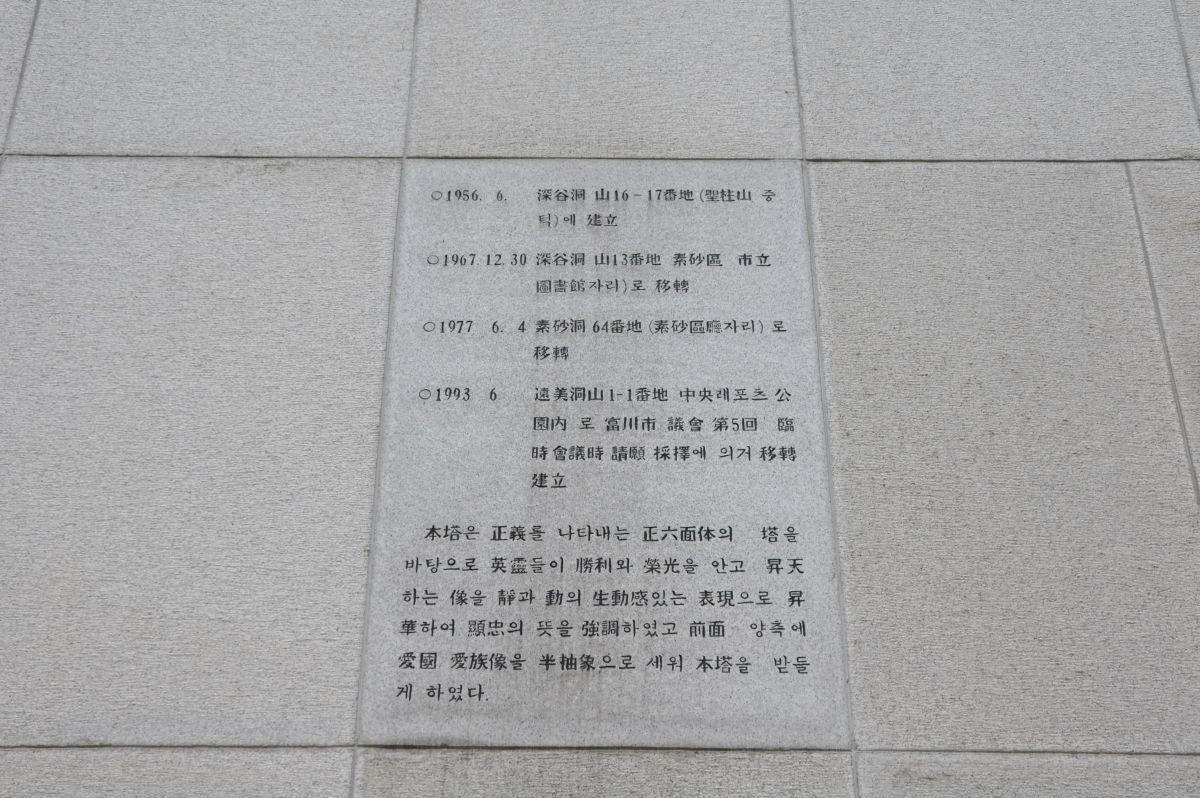 ○1956. 6. 深谷洞 山16-17番地(聖柱山 중
턱)에 建立
○1967.12.30 深谷洞 山13番地 素砂區 市立
圖書館자리)로 移轉
○1977 6. 4 素砂洞 64番地 (素砂區廳자리) 로
移轉
○1993 6 遠美洞山1-1番地 中央레포츠 公
園内 로 富川市 議會 第5回 臨
時會議時 請願 採擇에 의거 移轉
建立
本塔은 正義를 나타내는 正六面体의 塔을
바탕으로 英靈들이 勝利와 榮光을 안고 昇天
하는 像을 靜과 動의 生動感있는 表現으로 昇
華하여 顯忠의 뜻을 強調하였고 前面 양측에
愛國 愛族像을 半抽象으로 세워 本塔을 받들
게 하였다.